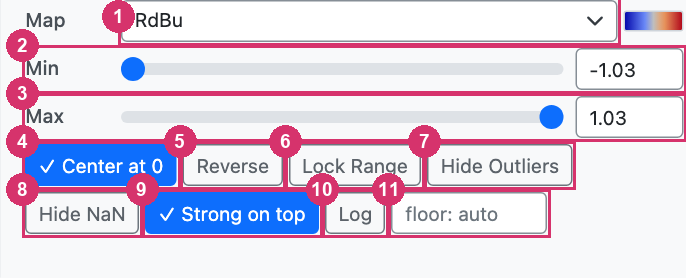 Map 1 RdBu
2
Min -1.03
3
Max 1.03
4 5 6 7
✓ Center at 0 Reverse Lock Range Hide Outliers
8 9 10 11
Hide NaN ✓ Strong on top Log floor: auto